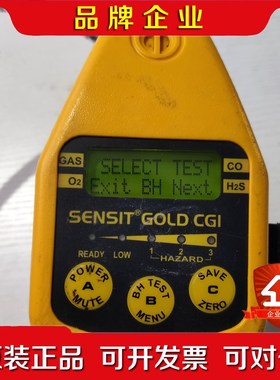 品牌企业
GAS
O₂
SELECT TEST
Exit BH Next
CO
H₂S
SENSIT® GOLD CGI
READY LOW 1 2 3
HAZARD
POWER
A
MUTE
BH TEST
B
MENU
SAVE
C
ZERO
企
原装正品 可开发票 可对